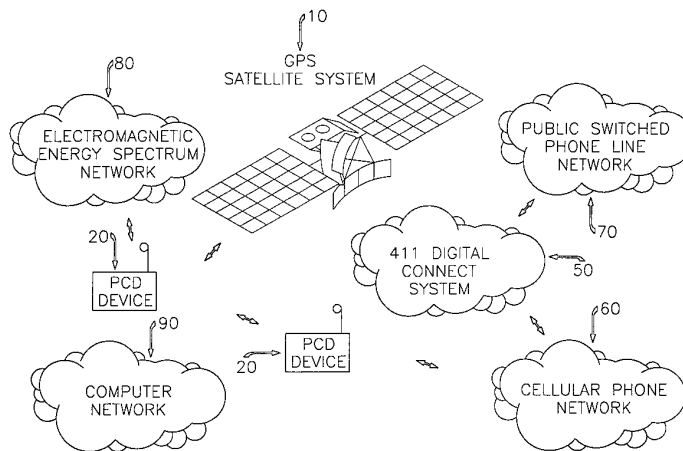 10
GPS
SATELLITE SYSTEM
80
ELECTROMAGNETIC
ENERGY SPECTRUM
NETWORK
PUBLIC SWITCHED
PHONE LINE
NETWORK
70
20
PCD
DEVICE
411 DIGITAL
CONNECT
SYSTEM
50
90
COMPUTER
NETWORK
20
PCD
DEVICE
60
CELLULAR PHONE
NETWORK